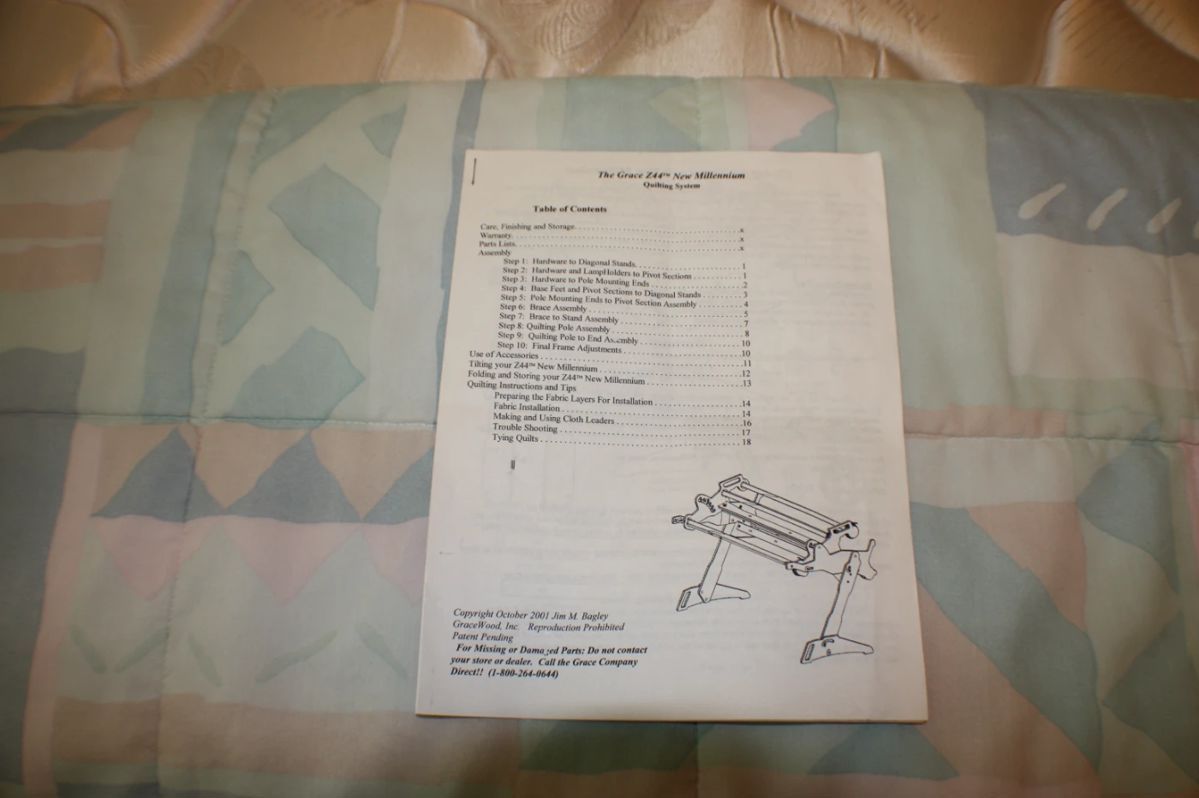 The Grace Z44™ New Millennium
Quilting System
Table of Contents
Care, Finishing and Storage.......x
Warranty.......x
Parts Lists.......x
Assembly
Step 1: Hardware to Diagonal Stands.......1
Step 2: Hardware and LampHolders to Pivot Sections.......1
Step 3: Hardware to Pole Mounting Ends.......2
Step 4: Base Feet and Pivot Sections to Diagonal Stands.......3
Step 5: Pole Mounting Ends to Pivot Section Assembly.......4
Step 6: Brace Assembly.......5
Step 7: Brace to Stand Assembly.......7
Step 8: Quilting Pole Assembly.......8
Step 9: Quilting Pole to End Assembly.......10
Step 10: Final Frame Adjustments.......10
Use of Accessories.......11
Tilting your Z44™ New Millennium.......12
Folding and Storing your Z44™ New Millennium.......13
Quilting Instructions and Tips
Preparing the Fabric Layers For Installation.......14
Fabric Installation.......14
Making and Using Cloth Leaders.......16
Trouble Shooting.......17
Tying Quilts.......18
Copyright October 2001 Jim M. Bagley
GraceWood, Inc. Reproduction Prohibited
Patent Pending
For Missing or Damaged Parts: Do not contact
your store or dealer. Call the Grace Company
Direct!! (1-800-264-0644)